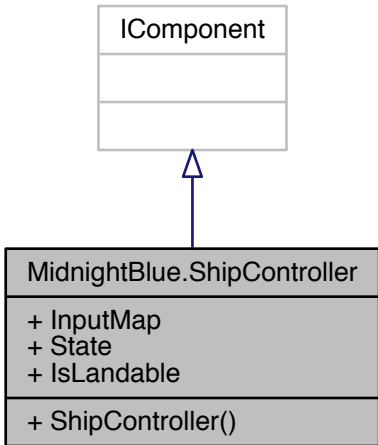 IComponent
MidnightBlue.ShipController
+ InputMap
+ State
+ IsLandable
+ ShipController()